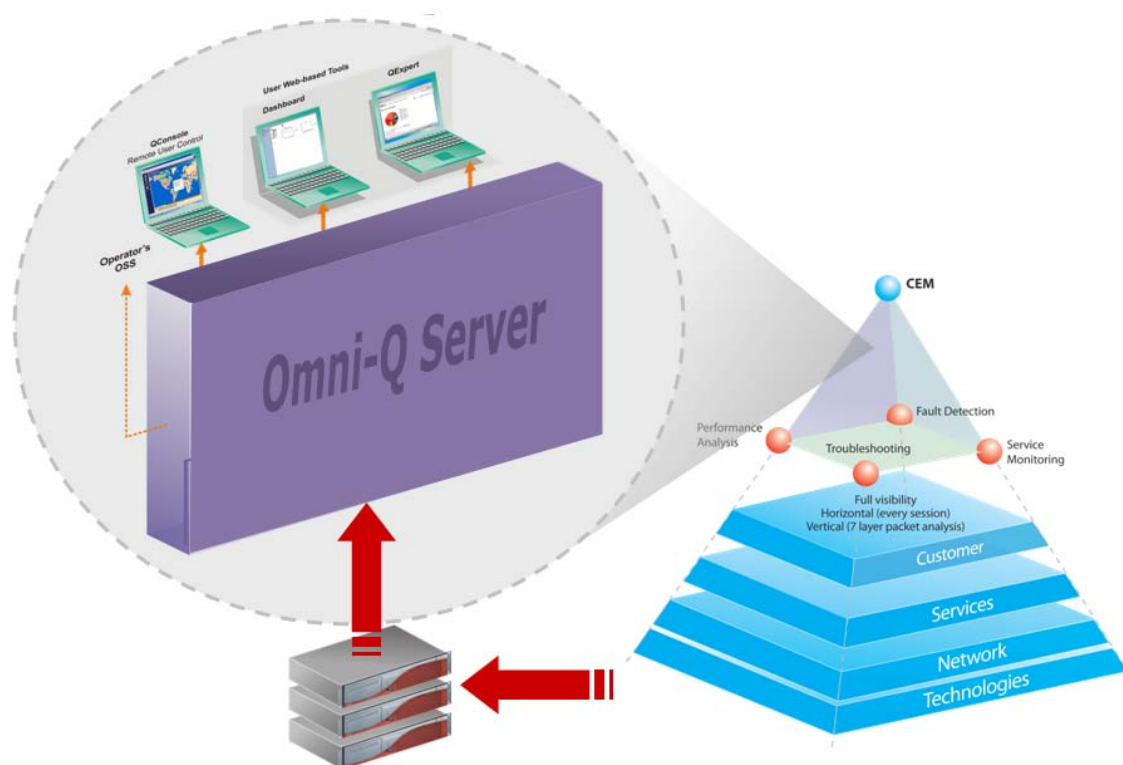 User Web-based Tools
QExpert
Dashboard
QConsole
Remote User Control
Operator's
OSS
Omni-Q Server
CEM
Fault Detection
Performance
Analysis
Troubleshooting
Service
Monitoring
Full visibility
Horizontal (every session)
Vertical (7 layer packet analysis)
Customer
Services
Network
Technologies